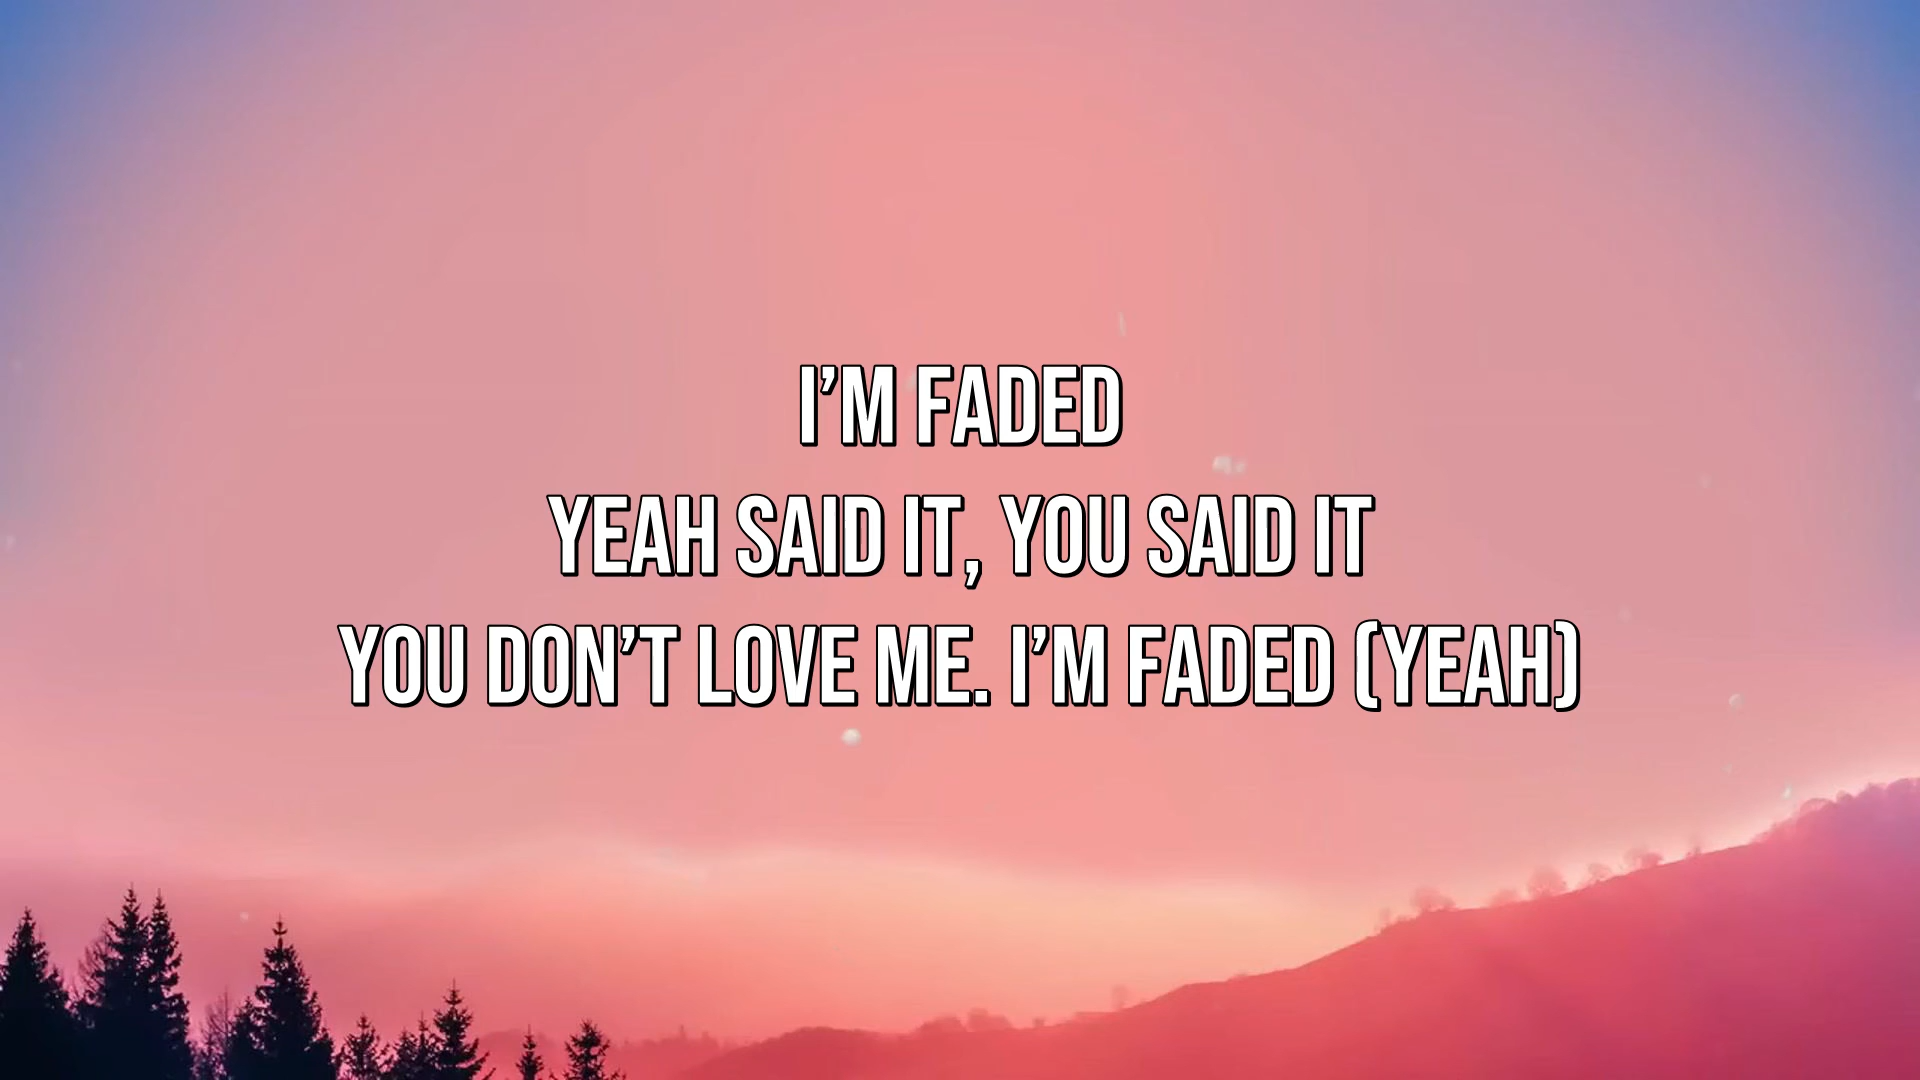 I’M FADED
YEAH SAID IT, YOU SAID IT
YOU DON’T LOVE ME. I’M FADED (YEAH)